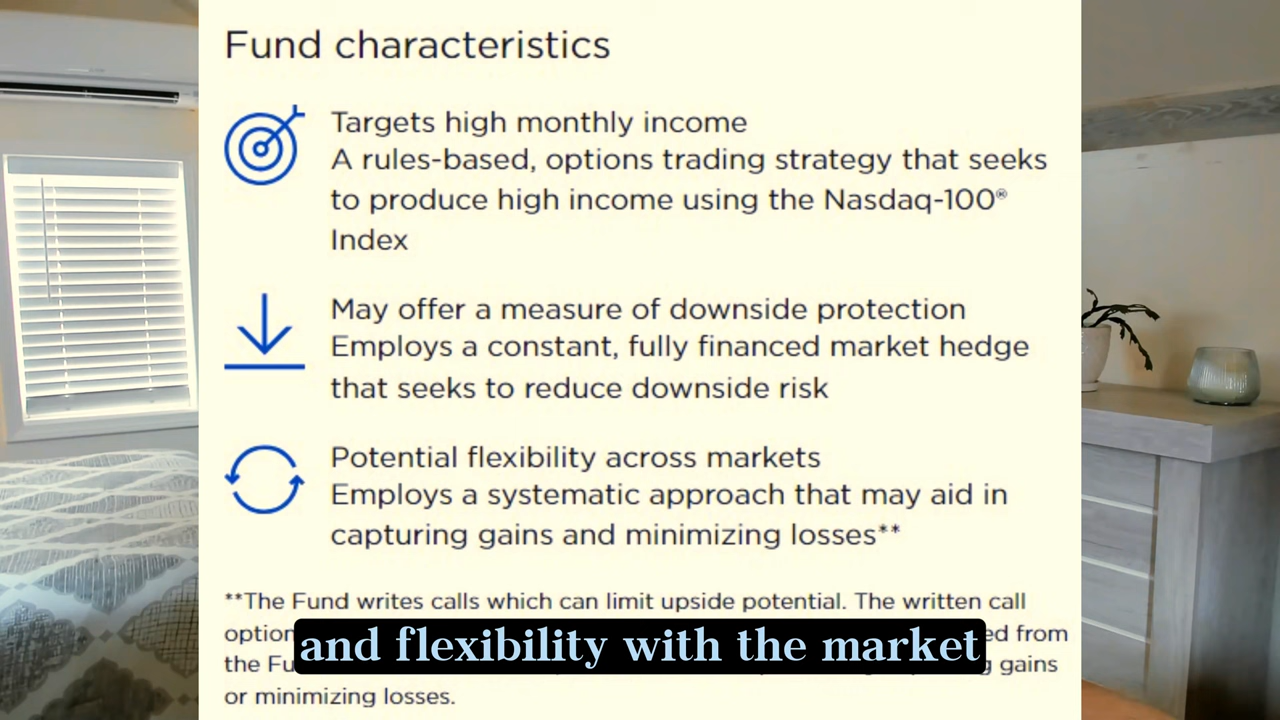 Fund characteristics
Targets high monthly income
A rules-based, options trading strategy that seeks
to produce high income using the Nasdaq-100®
Index
May offer a measure of downside protection
Employs a constant, fully financed market hedge
that seeks to reduce downside risk
Potential flexibility across markets
Employs a systematic approach that may aid in
capturing gains and minimizing losses**
**The Fund writes calls which can limit upside potential. The written call
from
and flexibility with the market
the gains
or minimizing losses.